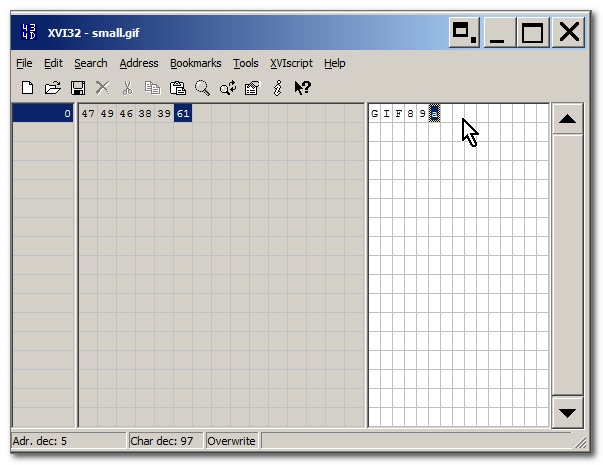 XVI32 - small.gif
File Edit Search Address Bookmarks Tools XVIscript Help
0 47 49 46 38 39 61 G I F 8 9 a
Adr. dec: 5 Char dec: 97 Overwrite